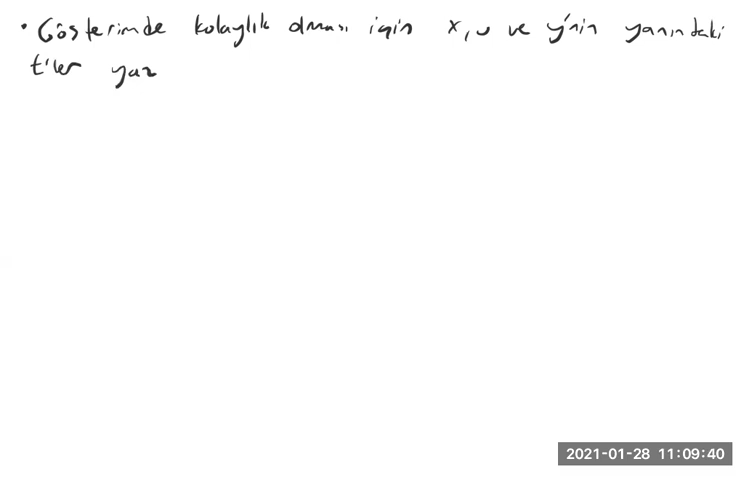 • Gösterimde kolaylık olması için x, u ve y'nin yanındaki
t'ler yaz
2021-01-28 11:09:40